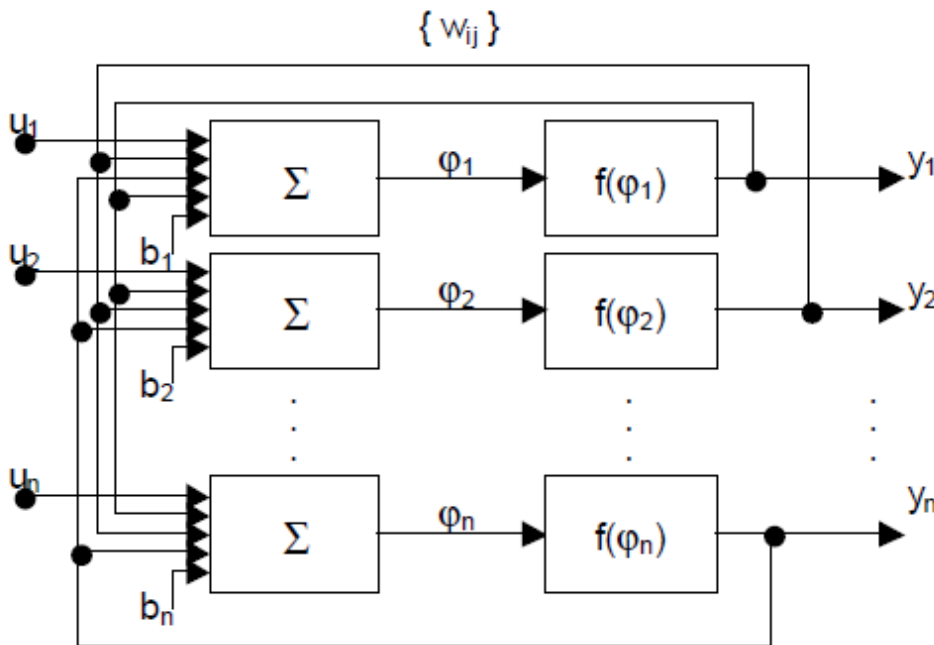 { wij }
u1 Σ φ1 f(φ1) y1
b1
u2 Σ φ2 f(φ2) y2
b2
. . .
. . .
. . .
un Σ φn f(φn) yn
bn